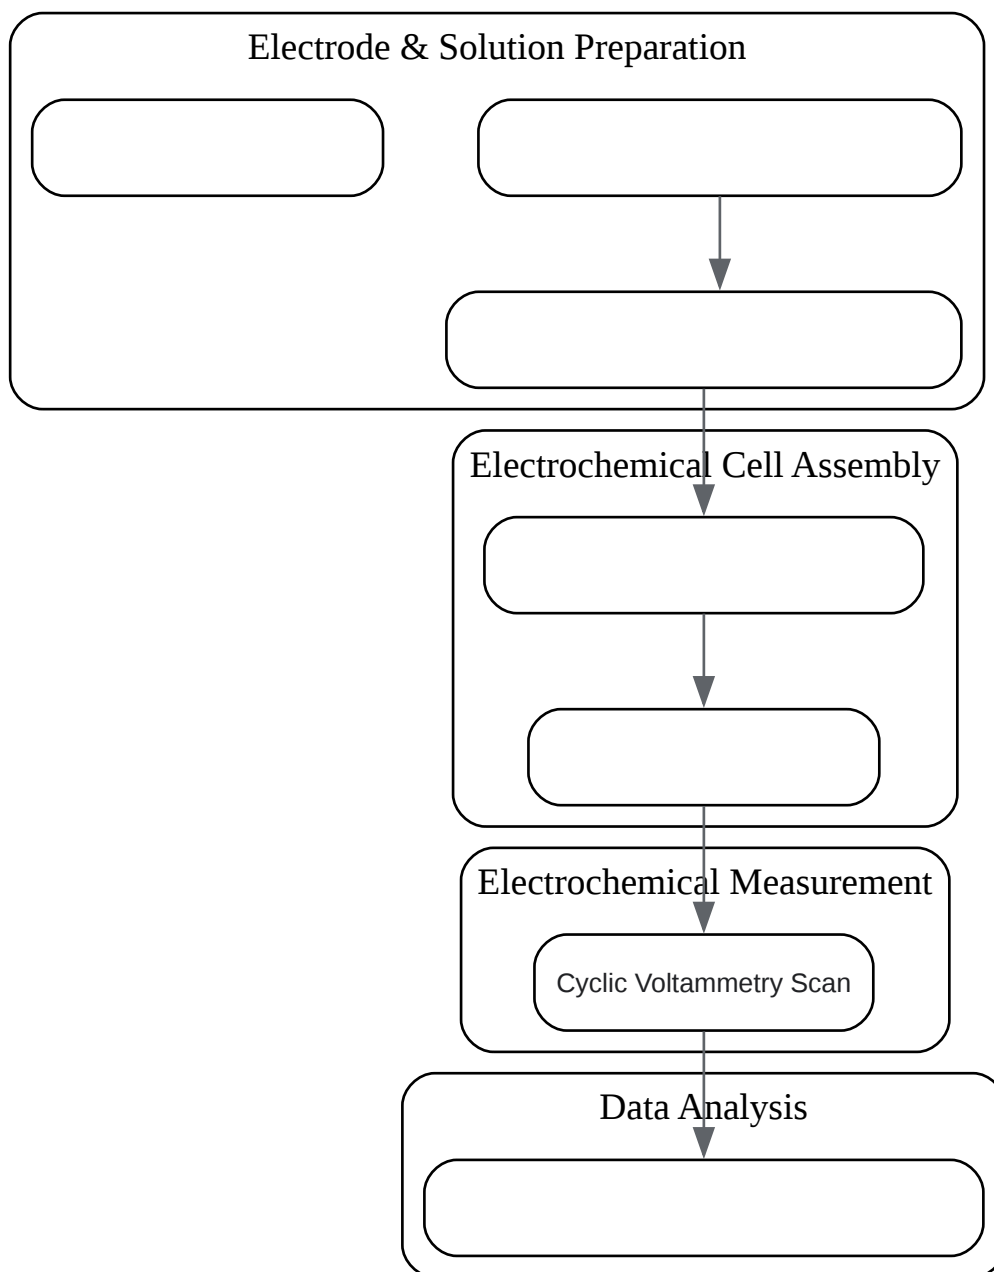 Electrode & Solution Preparation
Electrochemical Cell Assembly
Electrochemical Measurement
Cyclic Voltammetry Scan
Data Analysis